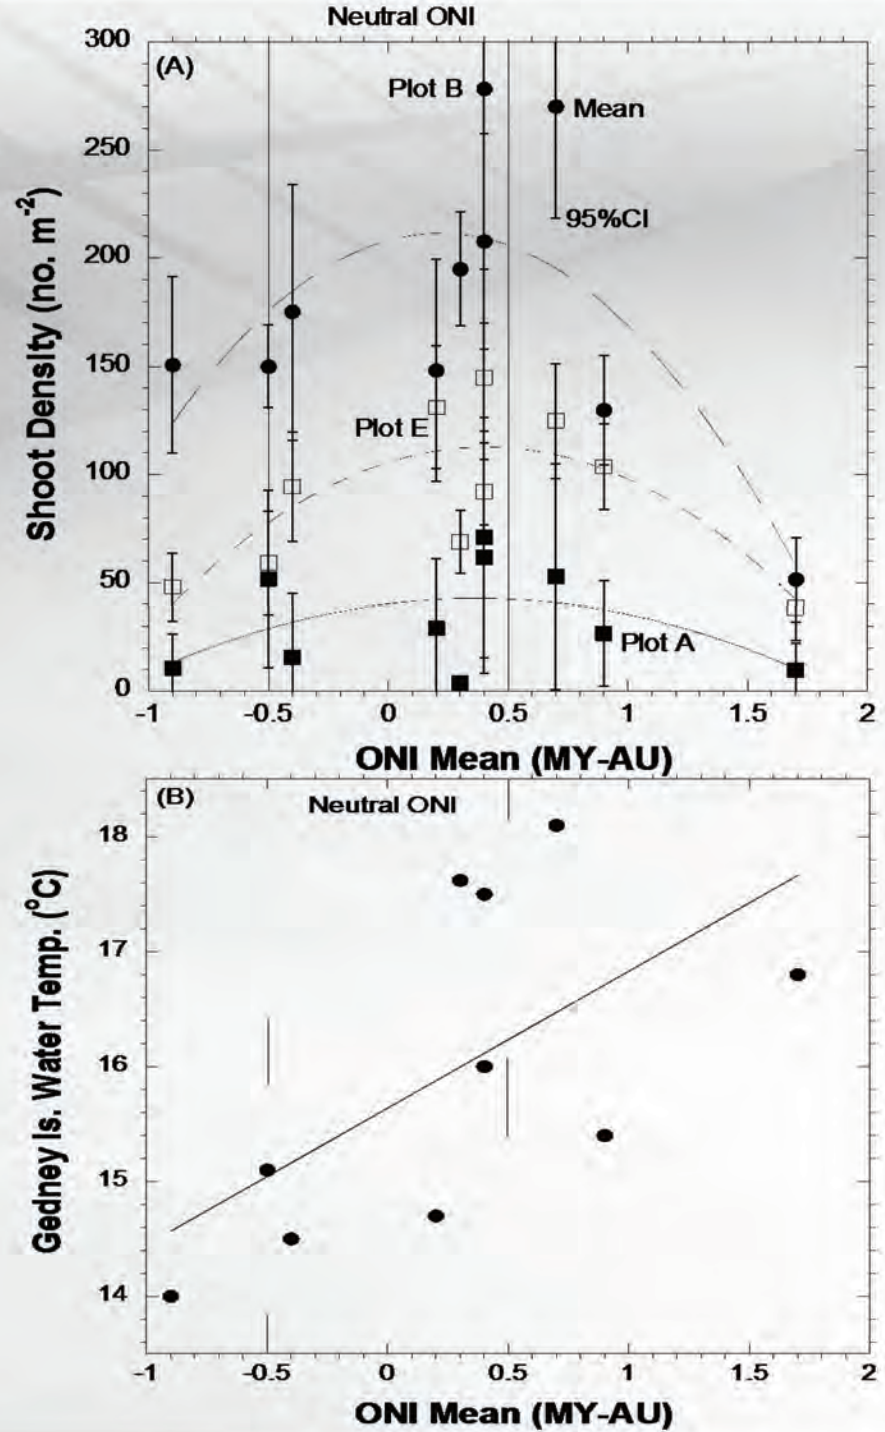 Neutral ONI
(A)
300
250
200
150
100
50
0
Shoot Density (no. m-2)
Plot B
Mean
95%CI
Plot E
Plot A
-1
-0.5
0
0.5
1
1.5
2
ONI Mean (MY-AU)
(B)
Neutral ONI
18
17
16
15
14
Gedney Is. Water Temp. (oC)
-1
-0.5
0
0.5
1
1.5
2
ONI Mean (MY-AU)